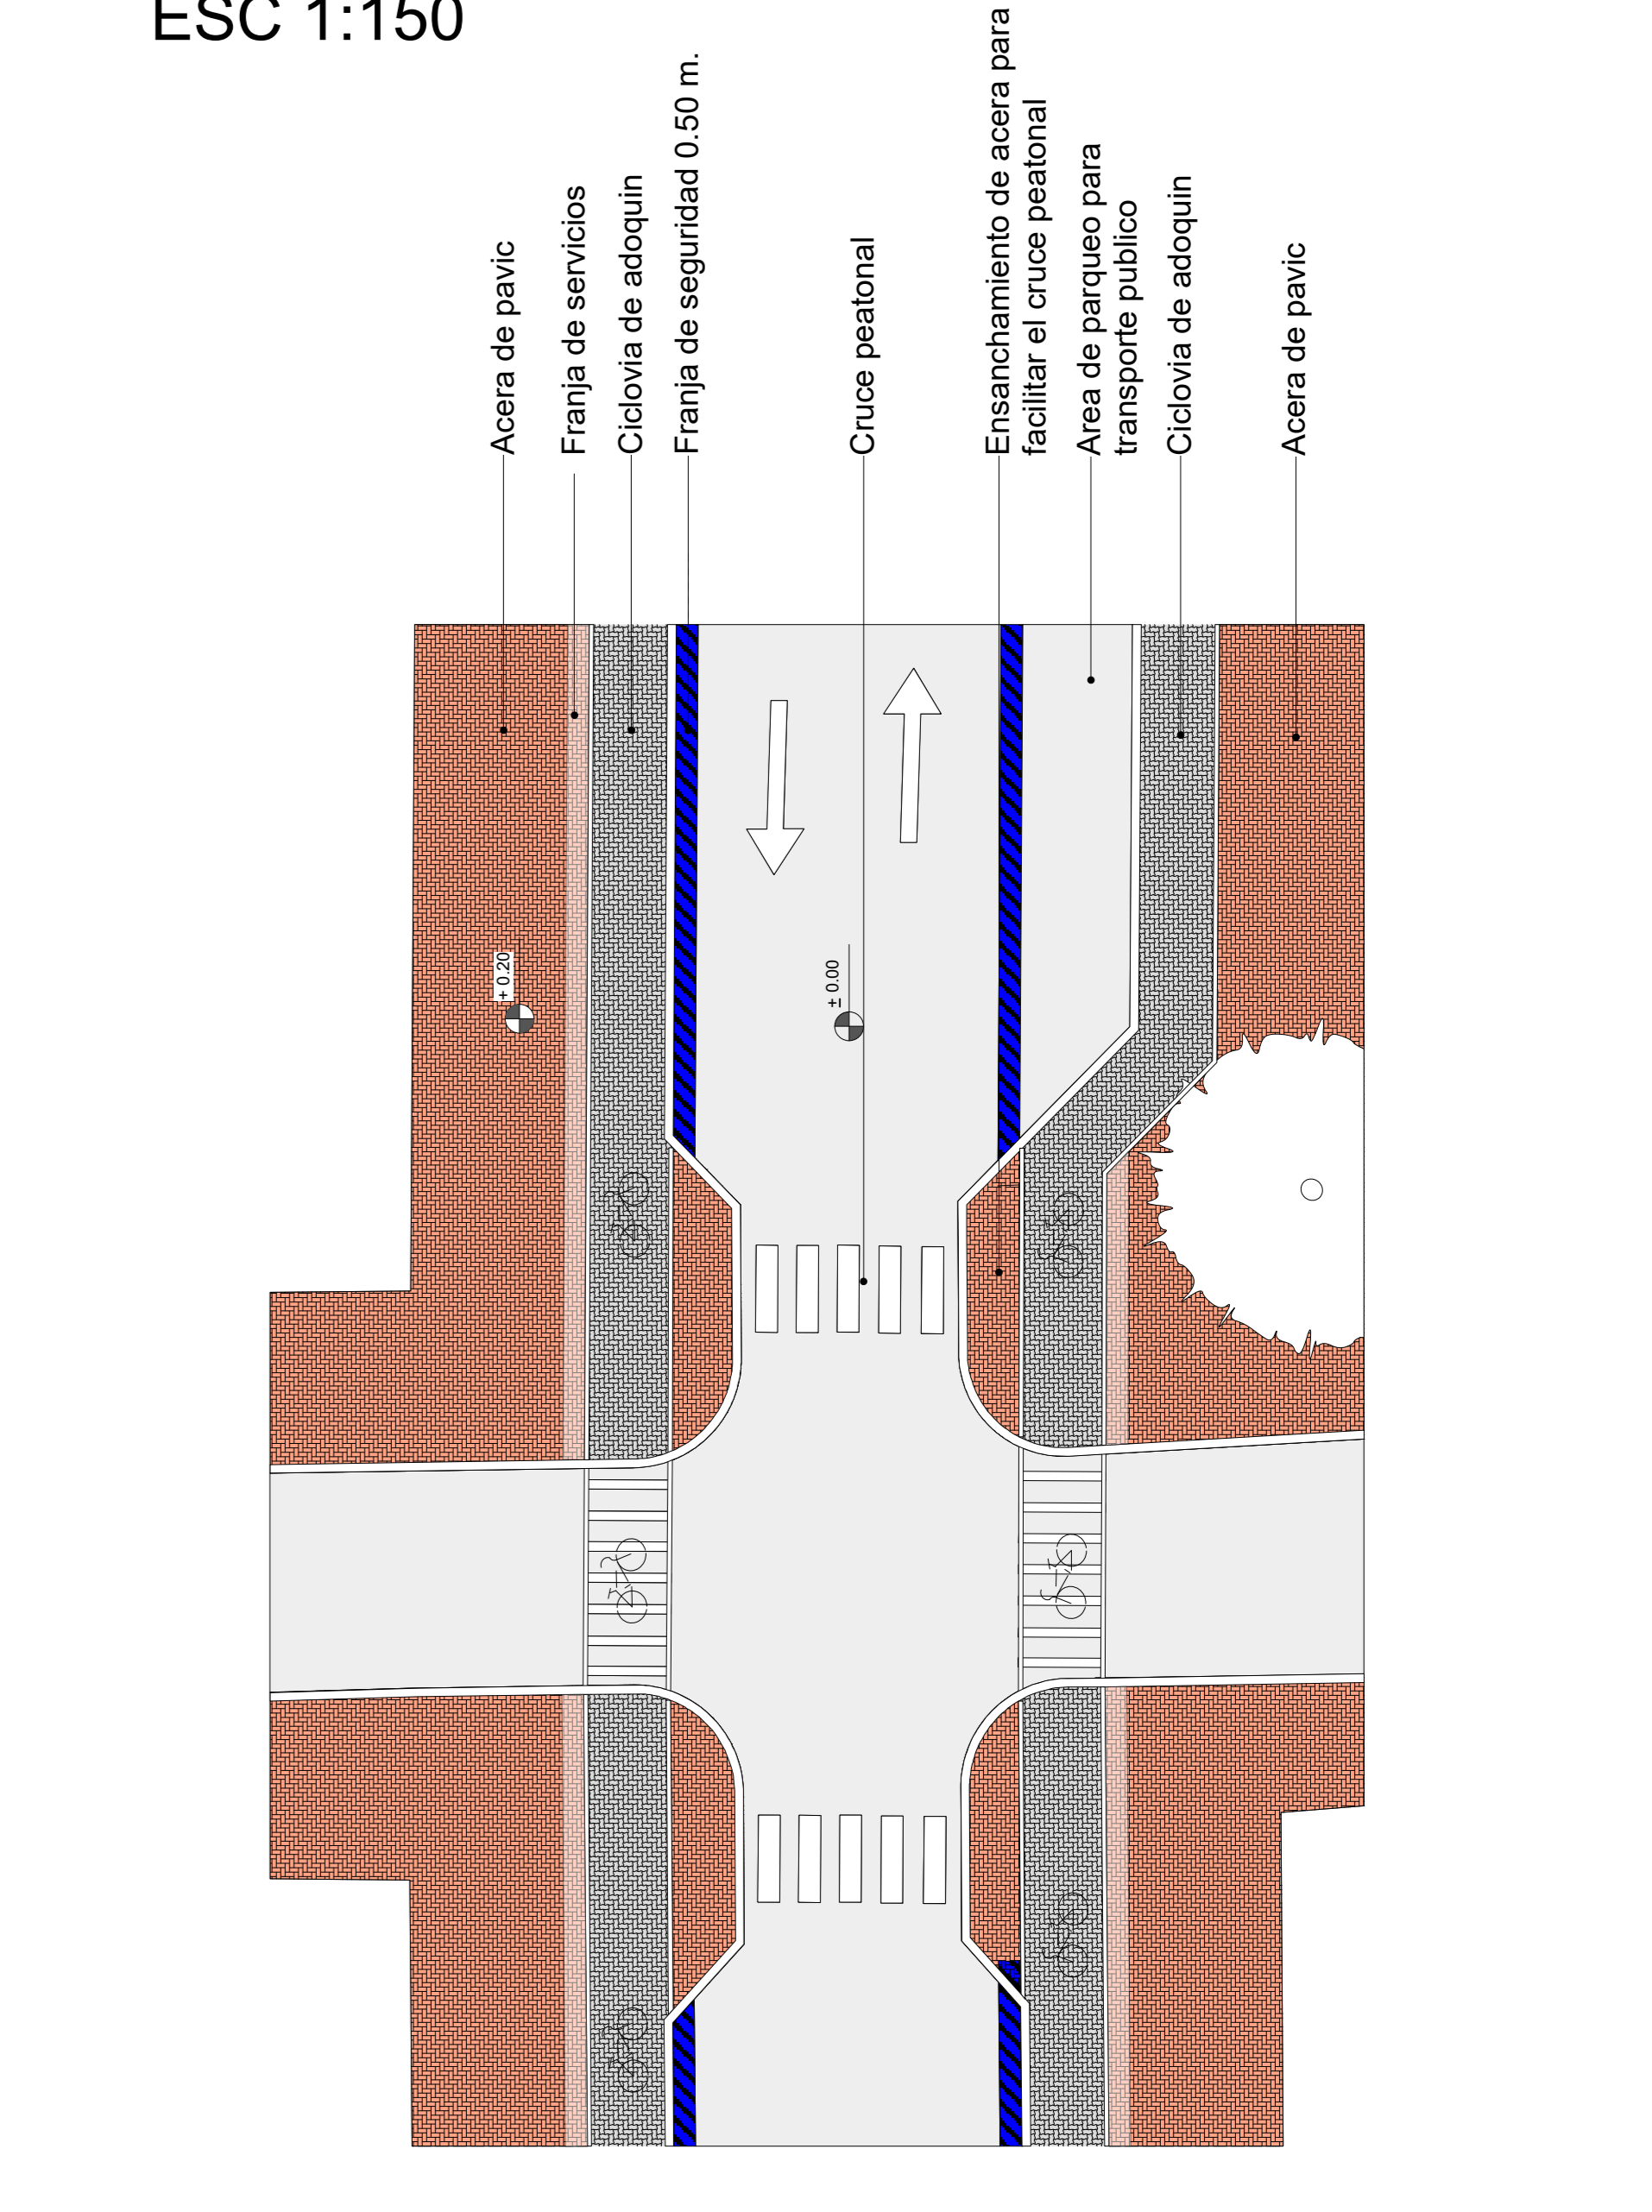 ESC 1:150
Acera de pavic
Franja de servicios
Ciclovia de adoquin
Franja de seguridad 0.50 m.
Cruce peatonal
Ensanchamiento de acera para
facilitar el cruce peatonal
Area de parqueo para
transporte publico
Ciclovia de adoquin
Acera de pavic
+ 0.20
± 0.00